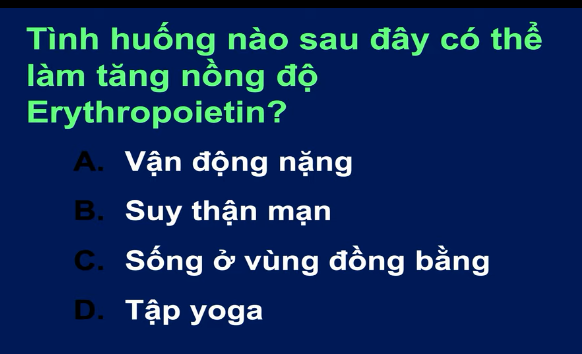 Tình huống nào sau đây có thể
làm tăng nồng độ
Erythropoietin?
A. Vận động nặng
B. Suy thận mạn
C. Sống ở vùng đồng bằng
D. Tập yoga